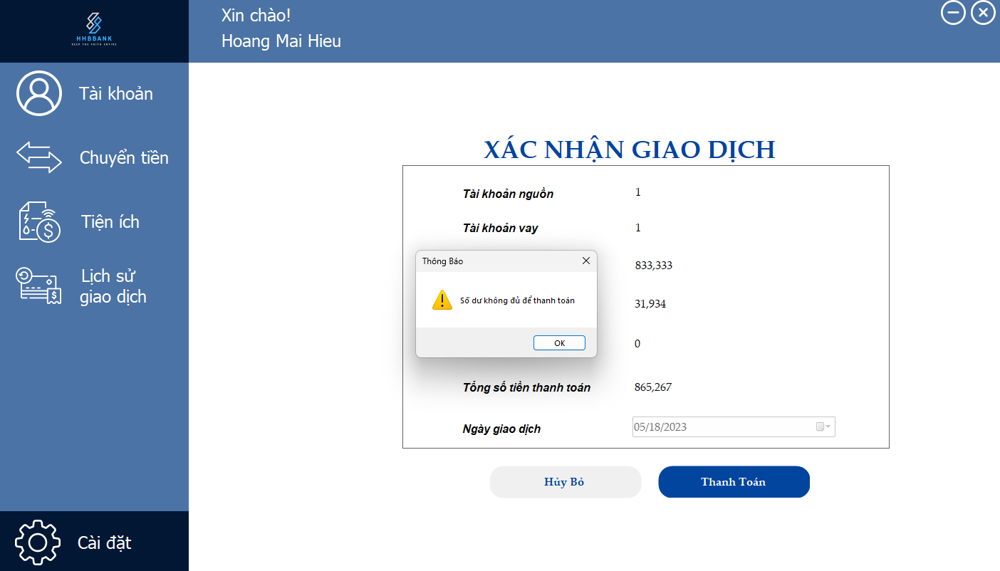 HHBBANK
KEEP THE FAITH ENTIRE
Xin chào!
Hoang Mai Hieu
Tài khoản
Chuyển tiền
Tiện ích
Lịch sử
giao dịch
Cài đặt
XÁC NHẬN GIAO DỊCH
Tài khoản nguồn 1
Tài khoản vay 1
833,333
31,934
0
Thông Báo
Số dư không đủ để thanh toán
OK
Tổng số tiền thanh toán 865,267
Ngày giao dịch 05/18/2023
Hủy Bỏ
Thanh Toán